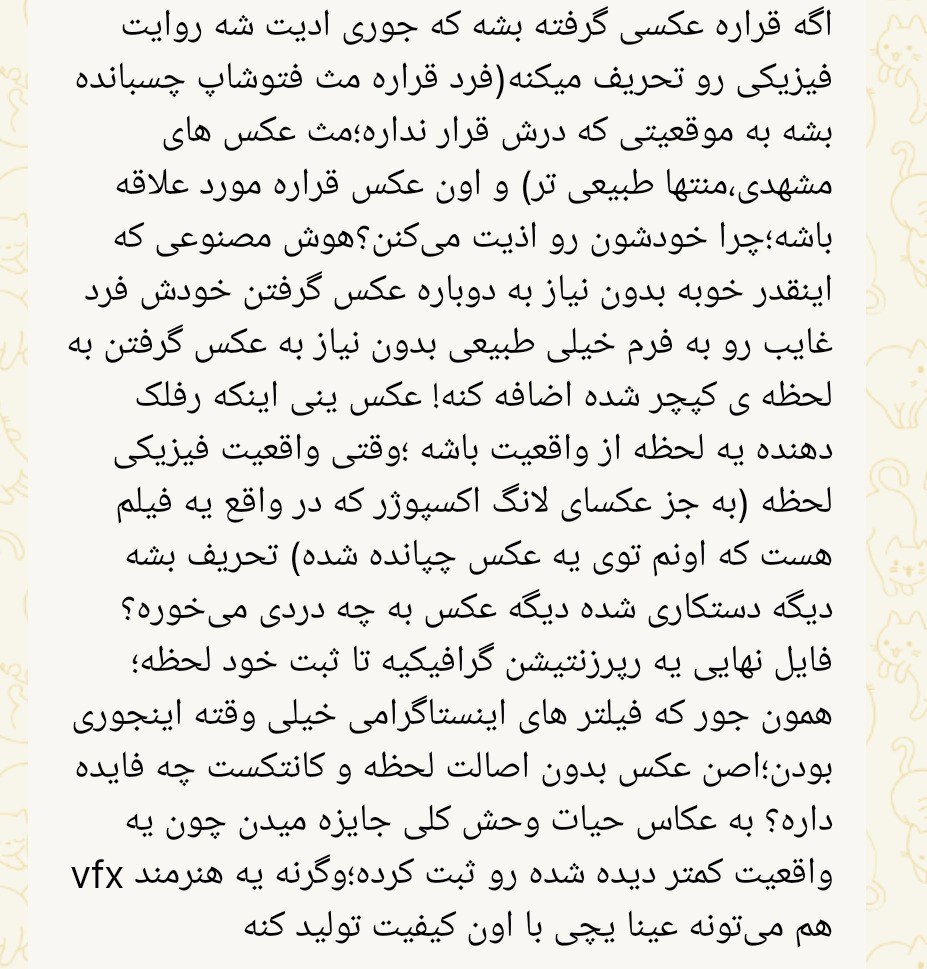 اگه قراره عکسی گرفته بشه که جوری ادیت شه روایت
فیزیکی رو تحریف میکنه(فرد قراره مث فتوشاپ چسبانده
بشه به موقعیتی که درش قرار نداره؛مث عکس های
مشهدی،منتها طبیعی تر) و اون عکس قراره مورد علاقه
باشه؛چرا خودشون رو اذیت می‌کنن؟هوش مصنوعی که
اینقدر خوبه بدون نیاز به دوباره عکس گرفتن خودش فرد
غایب رو به فرم خیلی طبیعی بدون نیاز به عکس گرفتن به
لحظه ی کپچر شده اضافه کنه! عکس ینی اینکه رفلک
دهنده یه لحظه از واقعیت باشه ؛وقتی واقعیت فیزیکی
لحظه (به جز عکسای لانگ اکسپوژر که در واقع یه فیلم
هست که اونم توی یه عکس چپانده شده) تحریف بشه
دیگه دستکاری شده دیگه عکس به چه دردی می‌خوره؟
فایل نهایی یه رپرزنتیشن گرافیکیه تا ثبت خود لحظه؛
همون جور که فیلتر های اینستاگرامی خیلی وقته اینجوری
بودن؛اصن عکس بدون اصالت لحظه و کانتکست چه فایده
داره؟ به عکاس حیات وحش کلی جایزه میدن چون یه
واقعیت کمتر دیده شده رو ثبت کرده؛وگرنه یه هنرمند vfx
هم می‌تونه عینا یچی با اون کیفیت تولید کنه